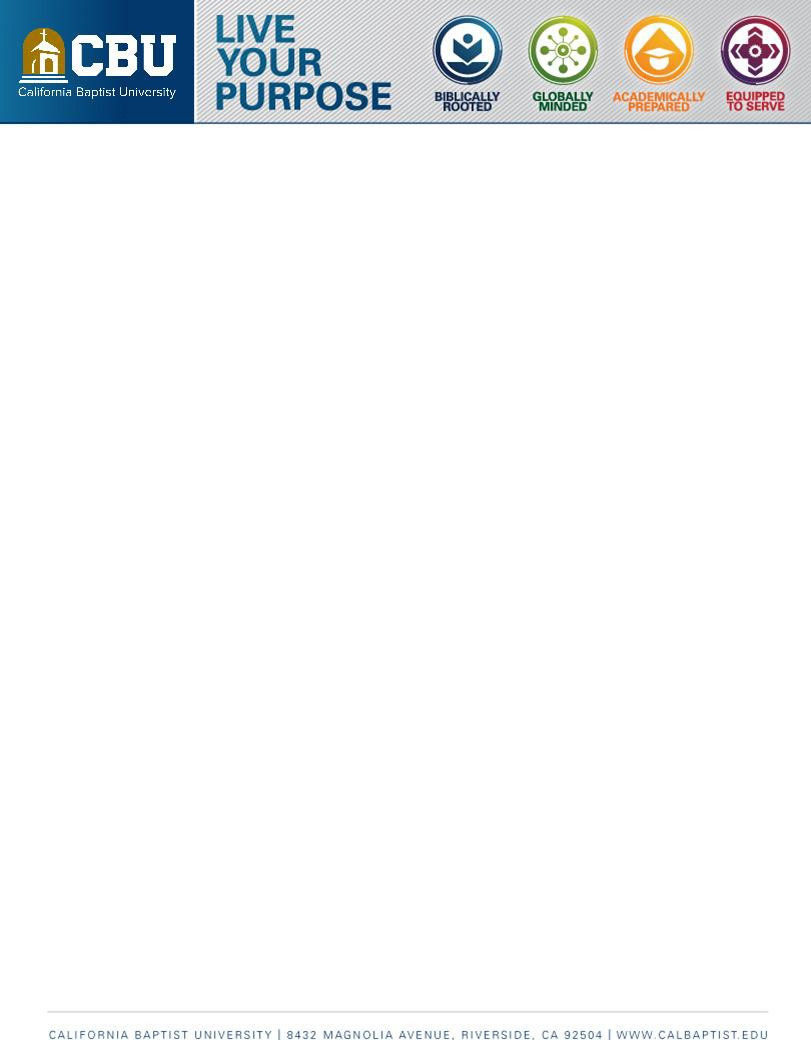 CBU
California Baptist University
LIVE
YOUR
PURPOSE
BIBLICALLY
ROOTED
GLOBALLY
MINDED
ACADEMICALLY
PREPARED
EQUIPPED
TO SERVE
CALIFORNIA BAPTIST UNIVERSITY | 8432 MAGNOLIA AVENUE, RIVERSIDE, CA 92504 | WWW.CALBAPTIST.EDU